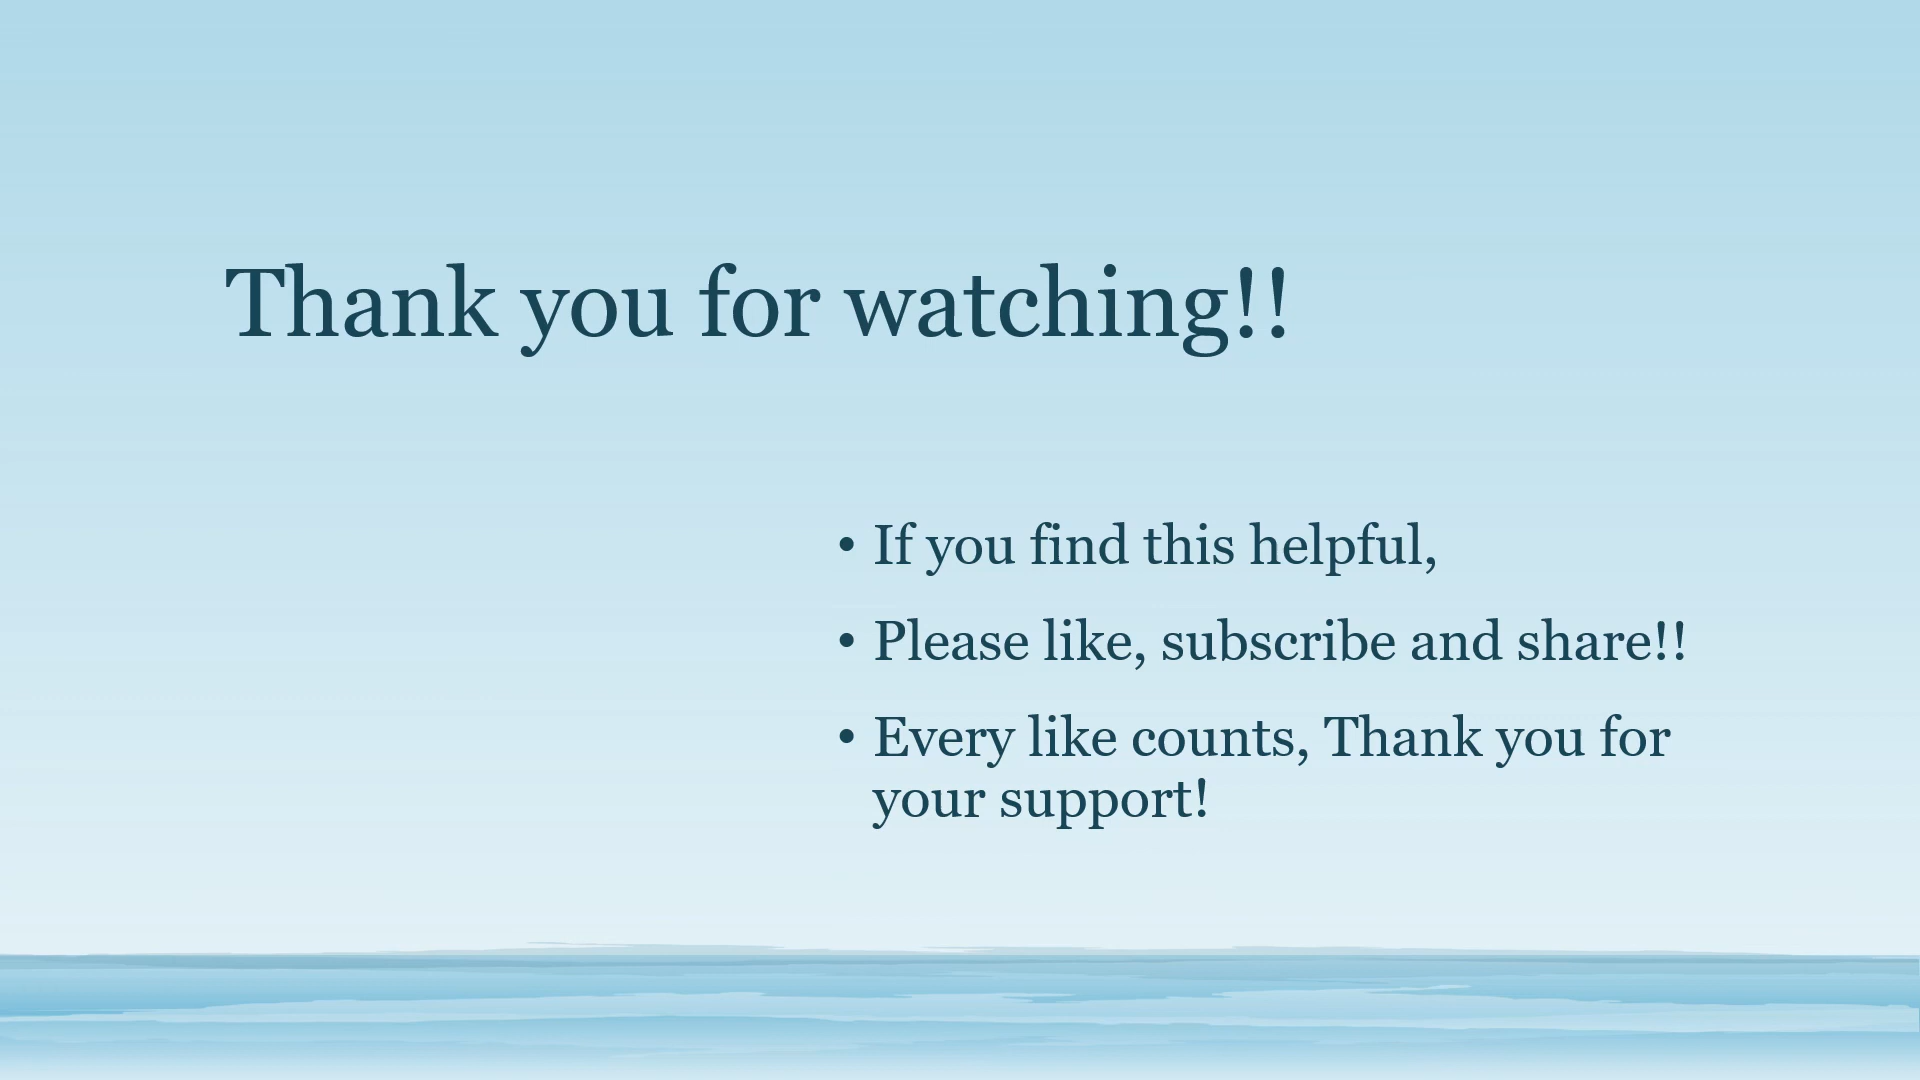 Thank you for watching!!
• If you find this helpful,
• Please like, subscribe and share!!
• Every like counts, Thank you for
your support!